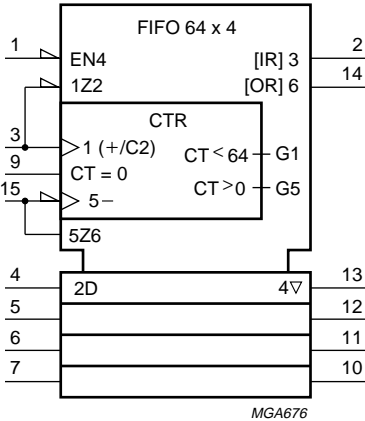 FIFO 64 x 4
1 EN4 [IR] 3 2
1Z2 [OR] 6 14
CTR
3 1 (+/C2) CT < 64 G1
9 CT = 0
CT > 0 G5
15 5−
5Z6
4 2D 4▽ 13
5 12
6 11
7 10
MGA676